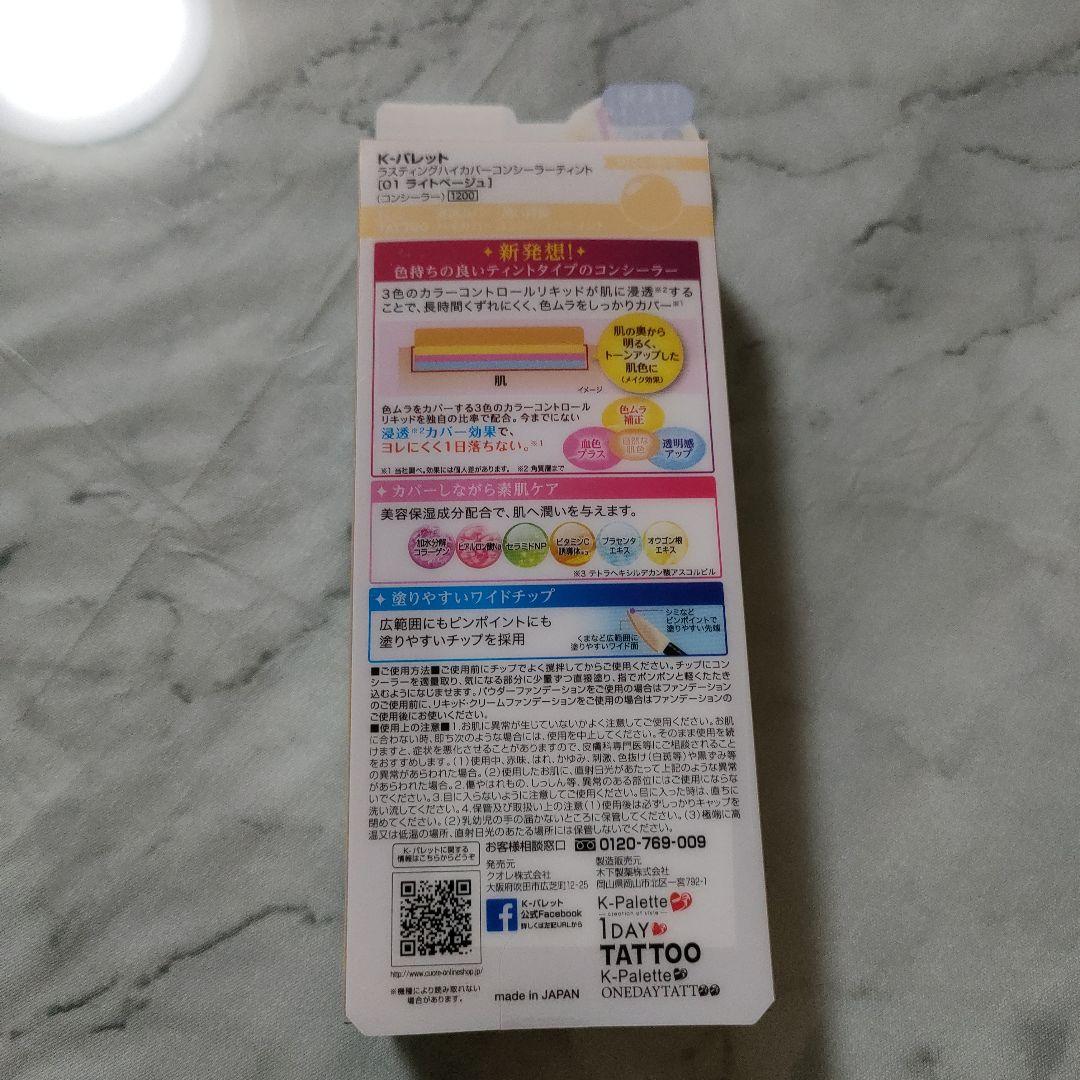 K-パレット
ラスティングハイカバーコンシーラーティント
[01 ライトベージュ]
(コンシーラー) 1200
TATTOO
✦ 新発想! ✦
色持ちの良いティントタイプのコンシーラー
3色のカラーコントロールリキッドが肌に浸透※2する
ことで、長時間くずれにくく、色ムラをしっかりカバー※1
肌の奥から
明るく、
トーンアップした
肌色に
(メイク効果)
肌
イメージ
色ムラをカバーする3色のカラーコントロール
リキッドを独自の比率で配合。今までにない
浸透※2カバー効果で、
ヨレにくく1日落ちない。※1
色ムラ
補正
血色
プラス
自然な
肌色
透明感
アップ
※1 当社調べ。効果には個人差があります。 ※2 角質層まで
✦ カバーしながら素肌ケア
美容保湿成分配合で、肌へ潤いを与えます。
加水分解
コラーゲン
ヒアルロン酸Na
セラミドNP
ビタミンC
誘導体※3
プラセンタ
エキス
オウゴン根
エキス
※3 テトラヘキシルデカン酸アスコルビル
✦ 塗りやすいワイドチップ
広範囲にもピンポイントにも
塗りやすいチップを採用
シミなど
ピンポイントで
塗りやすい先端
くまなど広範囲に
塗りやすいワイド面
■ご使用方法■ご使用前にチップでよく撹拌してからご使用ください。チップにコン
シーラーを適量取り、気になる部分に少量ずつ直接塗り、指でポンポンと軽くたたき
込むようになじませます。パウダーファンデーションをご使用の場合はファンデーション
のご使用前に、リキッド・クリームファンデーションをご使用の場合はファンデーションの
ご使用後にお使いください。
■使用上の注意■1.お肌に異常が生じていないかよく注意してご使用ください。お肌
に合わない時、即ち次のような場合には、使用を中止してください。そのまま使用を続
けますと、症状を悪化させることがありますので、皮膚科専門医等にご相談されること
をおすすめします。(1)使用中、赤味、はれ、かゆみ、刺激、色抜け(白斑等)や黒ずみ等
の異常があらわれた場合。(2)使用したお肌に、直射日光があたって上記のような異常
があらわれた場合。2.傷やはれもの、しっしん等、異常のある部位にはご使用にならな
いでください。3.目に入らないように注意してご使用ください。目に入った時は、直ちに
洗い流してください。4.保管及び取扱い上の注意(1)使用後は必ずしっかりキャップを
閉めてください。(2)乳幼児の手の届かないところに保管してください。(3)極端に高
温又は低温の場所、直射日光のあたる場所には保管しないでください。
K-パレットに関する
情報はこちらからどうぞ
お客様相談窓口 0120-769-009
発売元
クオレ株式会社
大阪府吹田市広芝町12-25
製造販売元
木下製薬株式会社
岡山県岡山市北区一宮792-1
K-パレット
公式Facebook
詳しくは左記URLから
K-Palette
creation of style
1DAY
TATTOO
K-Palette
ONEDAYTATTOO
http://www.cuore-onlineshop.jp/
※機種により読み取れない
場合があります。
made in JAPAN